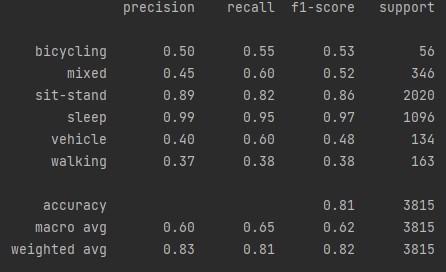 precision recall f1-score support
bicycling 0.50 0.55 0.53 56
mixed 0.45 0.60 0.52 346
sit-stand 0.89 0.82 0.86 2020
sleep 0.99 0.95 0.97 1096
vehicle 0.40 0.60 0.48 134
walking 0.37 0.38 0.38 163
accuracy 0.81 3815
macro avg 0.60 0.65 0.62 3815
weighted avg 0.83 0.81 0.82 3815